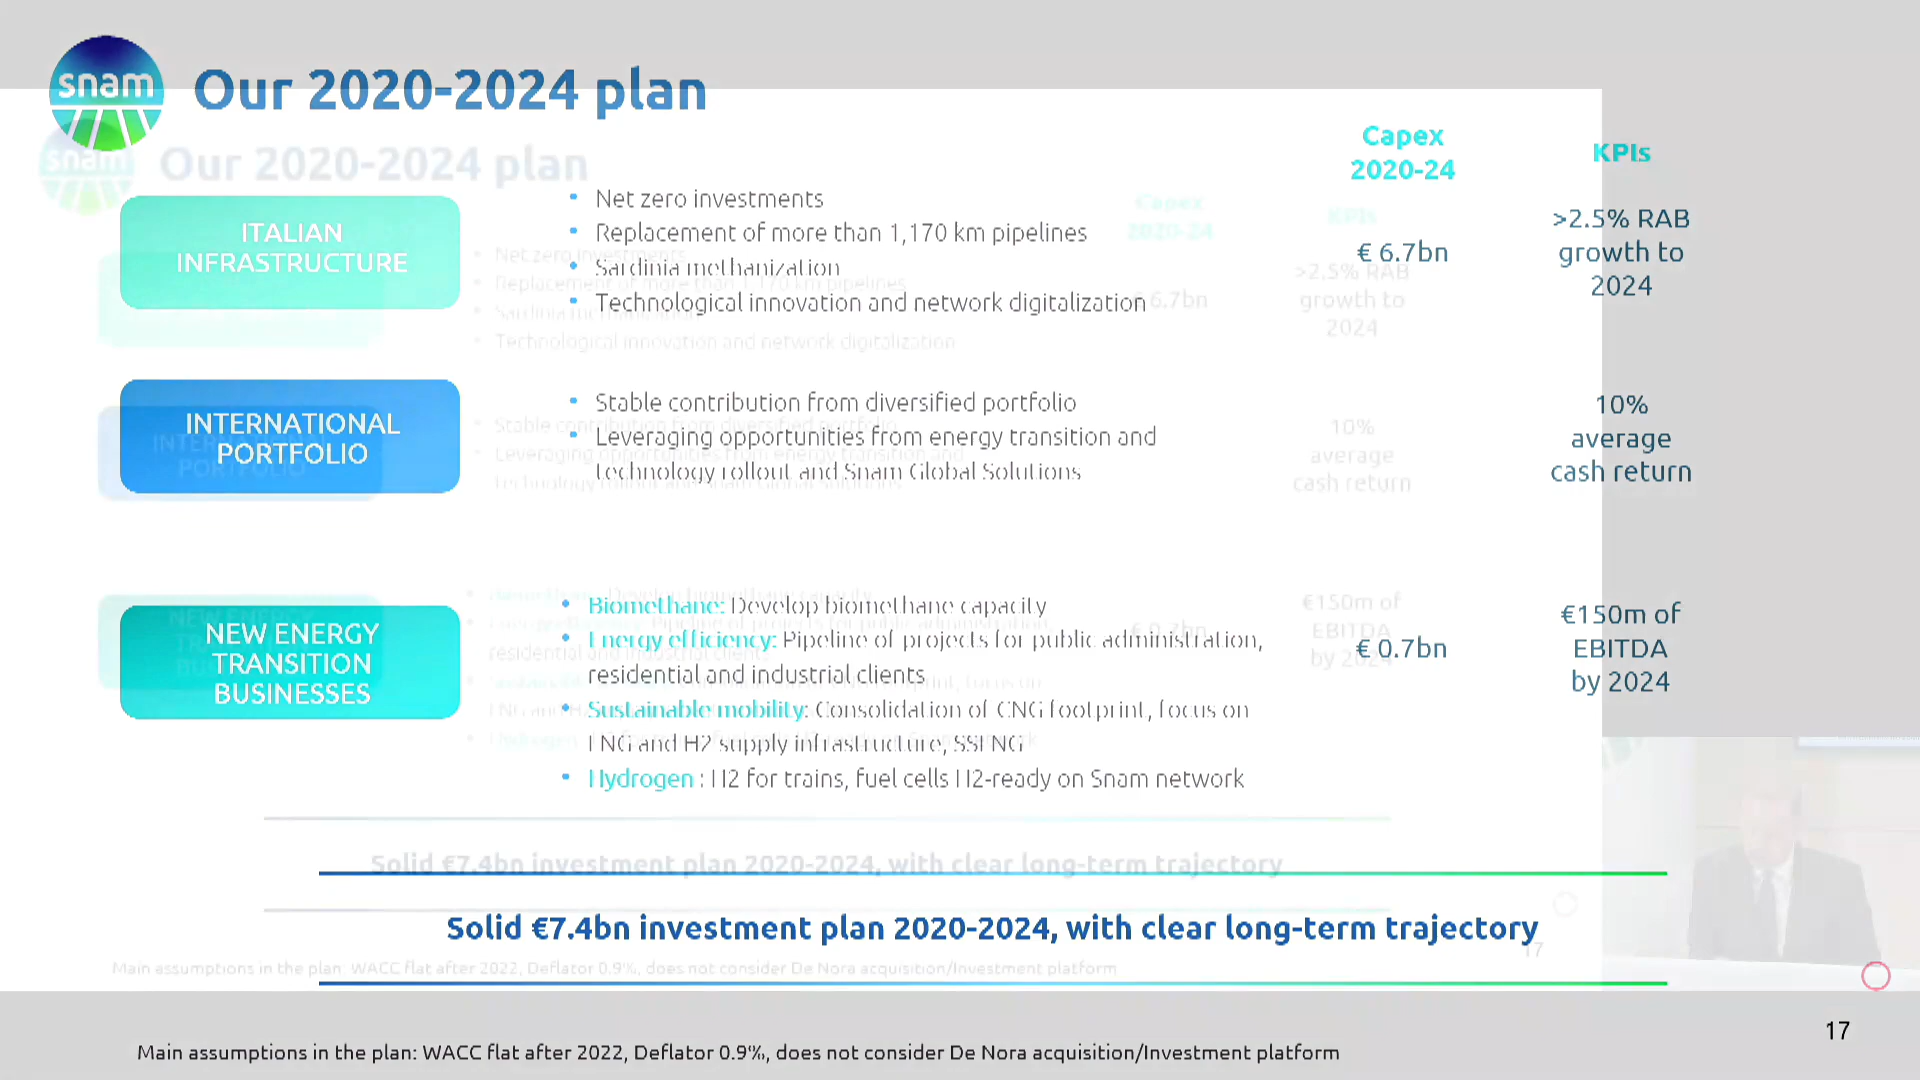 snam
Our 2020-2024 plan
Capex
2020-24
KPIs
ITALIAN
INFRASTRUCTURE
• Net zero investments
• Replacement of more than 1,170 km pipelines
• Sardinia methanization
• Technological innovation and network digitalization
€ 6.7bn
>2.5% RAB
growth to
2024
INTERNATIONAL
PORTFOLIO
• Stable contribution from diversified portfolio
• Leveraging opportunities from energy transition and
technology rollout and Snam Global Solutions
10%
average
cash return
NEW ENERGY
TRANSITION
BUSINESSES
• Biomethane: Develop biomethane capacity
• Energy efficiency: Pipeline of projects for public administration,
residential and industrial clients
• Sustainable mobility: Consolidation of CNG footprint, focus on
LNG and H2 supply infrastructure, SSLNG
• Hydrogen : H2 for trains, fuel cells H2-ready on Snam network
€ 0.7bn
€150m of
EBITDA
by 2024
Solid €7.4bn investment plan 2020-2024, with clear long-term trajectory
Main assumptions in the plan: WACC flat after 2022, Deflator 0.9%, does not consider De Nora acquisition/Investment platform
17